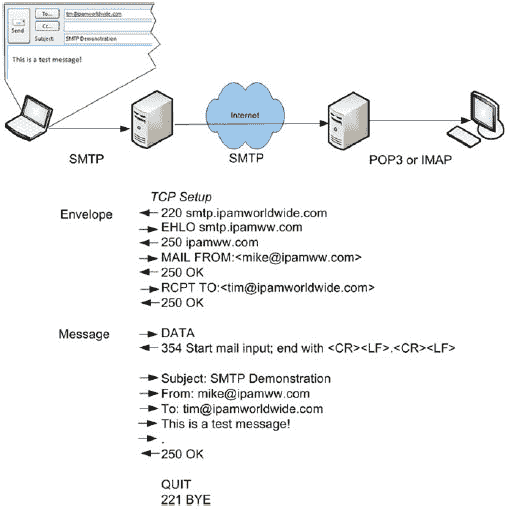 To...
tim@ipamworldwide.com
Cc...
Send
Subject:
SMTP Demonstration
This is a test message!
Internet
SMTP
SMTP
POP3 or IMAP
TCP Setup
Envelope
220 smtp.ipamworldwide.com
EHLO smtp.ipamww.com
250 ipamww.com
MAIL FROM:<mike@ipamww.com>
250 OK
RCPT TO:<tim@ipamworldwide.com>
250 OK
Message
DATA
354 Start mail input; end with <CR><LF>.<CR><LF>
Subject: SMTP Demonstration
From: mike@ipamww.com
To: tim@ipamworldwide.com
This is a test message!
.
250 OK
QUIT
221 BYE